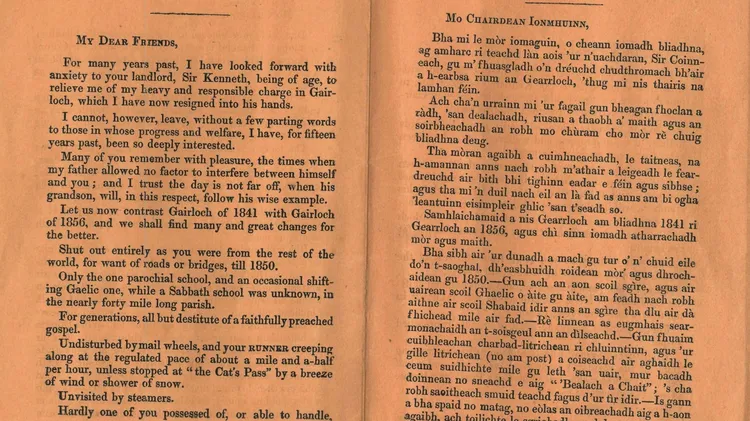 My Dear Friends,
For many years past, I have looked forward with
anxiety to your landlord, Sir Kenneth, being of age, to
relieve me of my heavy and responsible charge in Gair-
loch, which I have now resigned into his hands.
I cannot, however, leave, without a few parting words
to those in whose progress and welfare, I have, for fifteen
years past, been so deeply interested.
Many of you remember with pleasure, the times when
my father allowed no factor to interfere between himself
and you; and I trust the day is not far off, when his
grandson, will, in this respect, follow his wise example.
Let us now contrast Gairloch of 1841 with Gairloch
of 1856, and we shall find many and great changes for
the better.
Shut out entirely as you were from the rest of the
world, for want of roads or bridges, till 1850.
Only the one parochial school, and an occasional shift-
ing Gaelic one, while a Sabbath school was unknown, in
the nearly forty mile long parish.
For generations, all but destitute of a faithfully preached
gospel.
Undisturbed by mail wheels, and your RUNNER creeping
along at the regulated pace of about a mile and a-half
per hour, unless stopped at "the Cat's Pass" by a breeze
of wind or shower of snow.
Unvisited by steamers.
Hardly one of you possessed of, or able to handle,
Mo Chairdean Ionmhuinn,
Bha mi le mòr iomaguin, o cheann iomadh bliadhna,
ag amharc ri teachd làn aois 'ur n'uachdaran, Sir Coinn-
each, gu m' fhuasgladh o'n dréuchd chudthromach bh'air
a h-earbsa rium an Gearrloch, 'thug mi nis thairis na
lamhan féin.
Ach cha'n urrainn mi 'ur fagail gun bheagan fhoclan a
ràdh, 'san dealachadh, riusan a thaobh a' maith agus an
soirbheachadh an robh mo chùram cho mòr rè chuig
bliadhna deng.
Tha mòran agaibh a cuimhneachadh, le taitneas, na
h-amannan anns nach robh m'athair a leigeadh le fear-
dreuchd air bith bhi tighinn eadar e féin agus sibhse;
agus tha mi 'n duil nach eil an là fad as anns am bi ogha
'leantuinn eisimpleir ghlic 'san t'seadh so.
Samhlaichamaid a nis Gearrloch am bliadhna 1841 ri
Gearrloch an 1856, agus chì sinn iomadh atharrachadh
mòr agus maith.
Bha sibh air 'ur dunadh a mach gu tur o' n' chuid eile
do'n t-saoghal, dh'easbhuidh roidean mòr' agus dhroch-
aidean gu 1850.—Gun ach an aon scoil sgìre, agus air
uairean scoil Ghaelic o àite gu àite, am feadh nach robh
aithne air scoil Shabaid idir anns an sgìre tha dlu air dà
fhichead mile air fad.—Rè linnean as eugmhais sear-
monachaidh an t-soisgeul anu an dìlseachd.—Gun fhuaim
cuibhleachan charbad-litrichean ri chluinntinn, agus 'ur
gille litrichean (no am post) a coiseachd air aghaidh le
ceum suidhichte mile gu leth 'san uair, mur bacadh
doinnean no sneachd e aig "'Bealach a Chait"; 's cha
robh saoitheach smuid teachd fagus d'ur tìr idir.—Is gann
a bha spaid no matag, no eòlas an oibreachadh aig a h-aon
agaibh, ach toilichte le